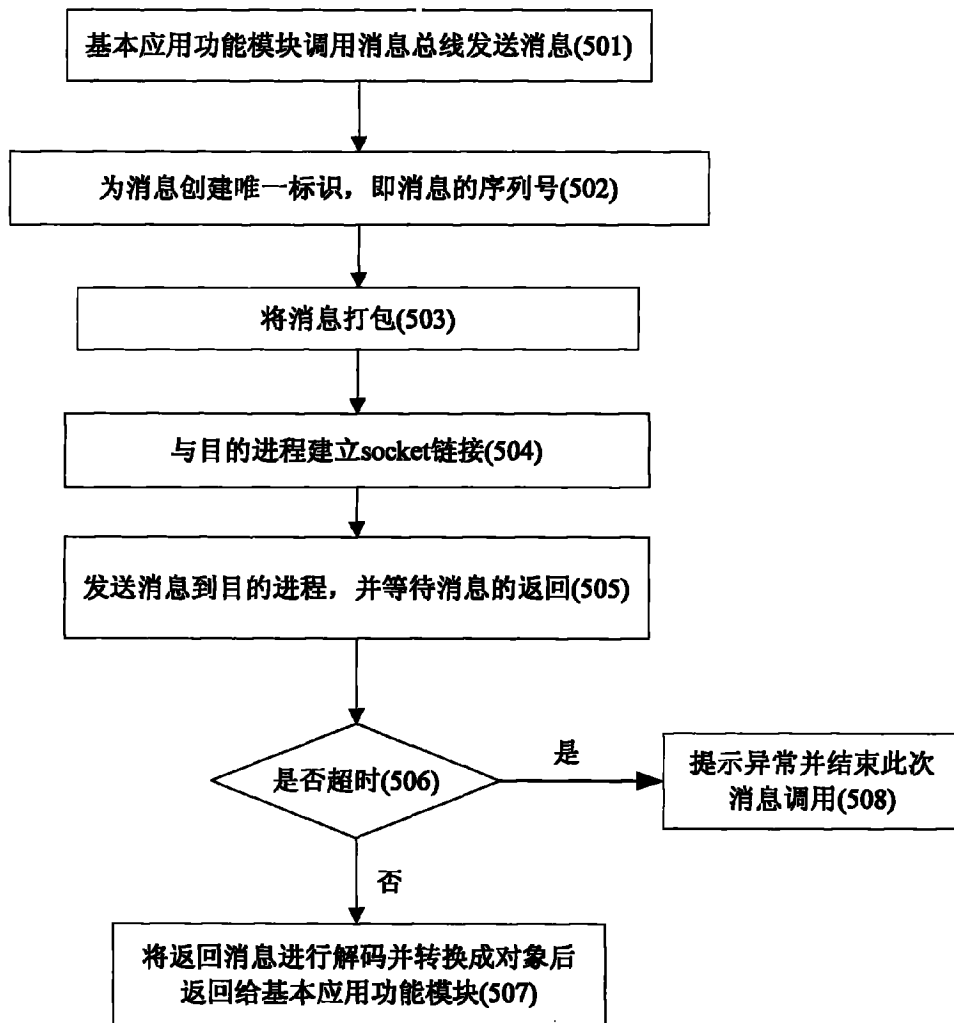 基本应用功能模块调用消息总线发送消息(501)
为消息创建唯一标识，即消息的序列号(502)
将消息打包(503)
与目的进程建立socket链接(504)
发送消息到目的进程，并等待消息的返回(505)
是否超时(506)
是
提示异常并结束此次
消息调用(508)
否
将返回消息进行解码并转换成对象后
返回给基本应用功能模块(507)